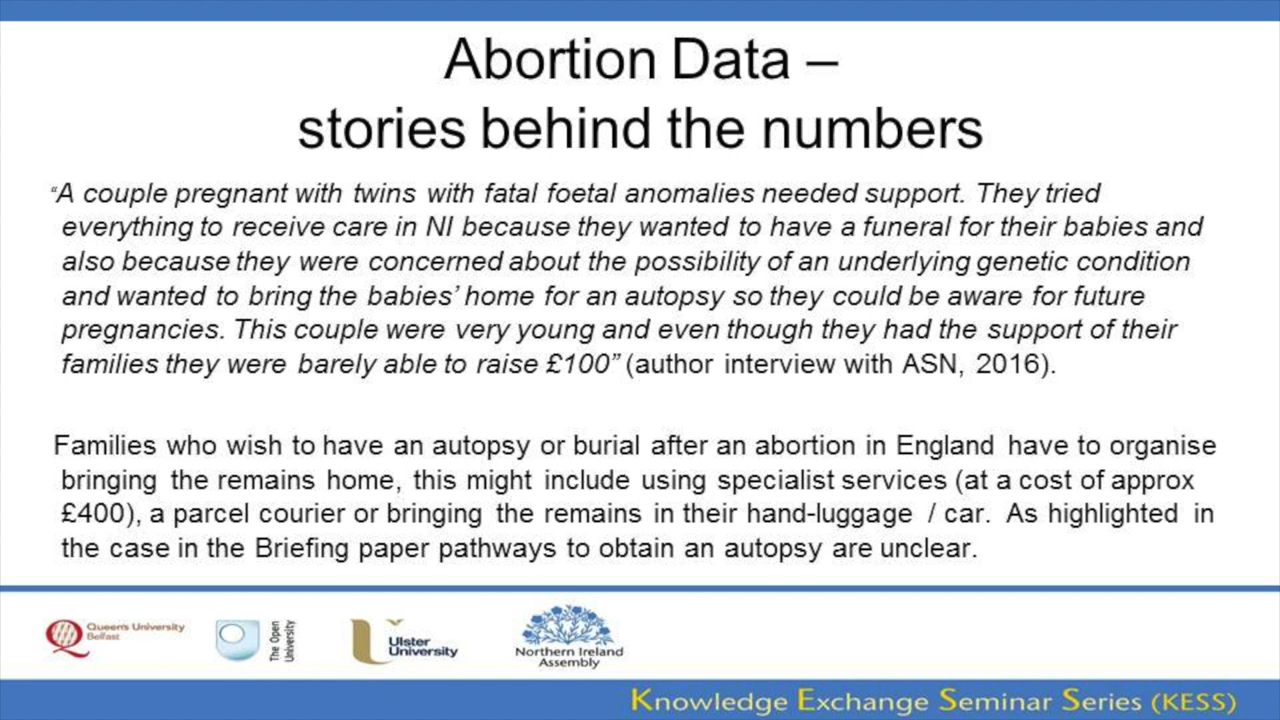 Abortion Data –
stories behind the numbers
“A couple pregnant with twins with fatal foetal anomalies needed support. They tried
everything to receive care in NI because they wanted to have a funeral for their babies and
also because they were concerned about the possibility of an underlying genetic condition
and wanted to bring the babies’ home for an autopsy so they could be aware for future
pregnancies. This couple were very young and even though they had the support of their
families they were barely able to raise £100” (author interview with ASN, 2016).
Families who wish to have an autopsy or burial after an abortion in England have to organise
bringing the remains home, this might include using specialist services (at a cost of approx
£400), a parcel courier or bringing the remains in their hand-luggage / car. As highlighted in
the case in the Briefing paper pathways to obtain an autopsy are unclear.
Queen's University
Belfast
The Open
University
Ulster
University
Northern Ireland
Assembly
Knowledge Exchange Seminar Series (KESS)